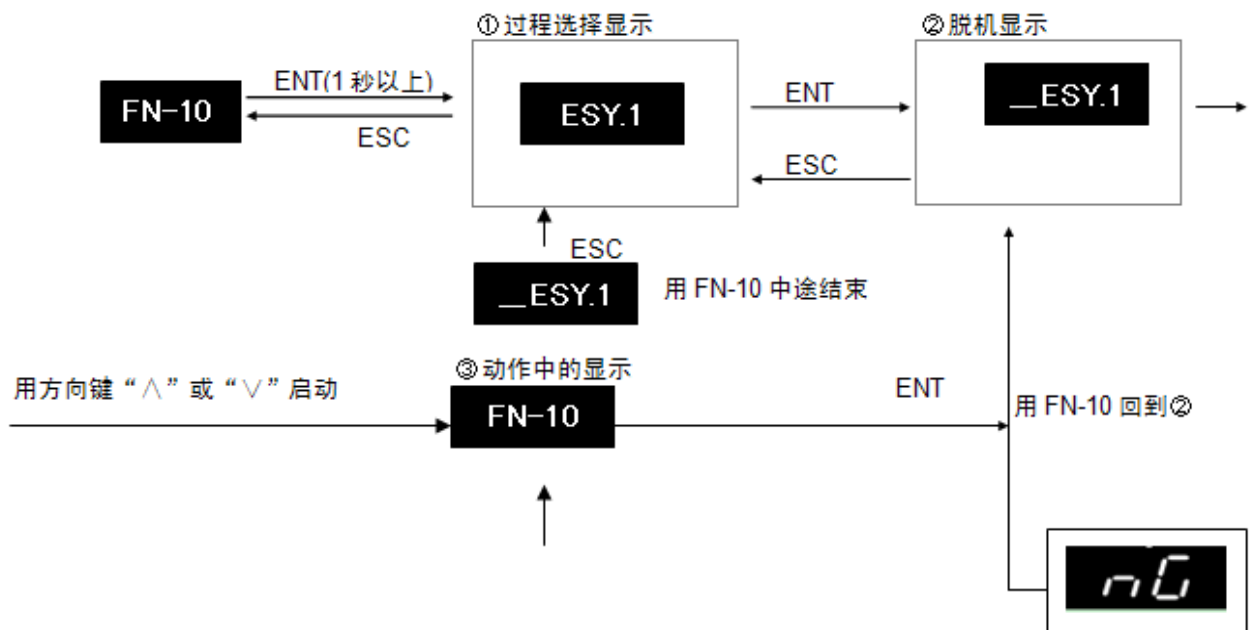 ①过程选择显示
②脱机显示
ENT(1秒以上)
FN-10
ESC
ESY.1
ENT
ESC
__ESY.1
ESC
__ESY.1
用 FN-10 中途结束
③动作中的显示
用方向键“∧”或“∨”启动
FN-10
ENT
用 FN-10 回到②
nG